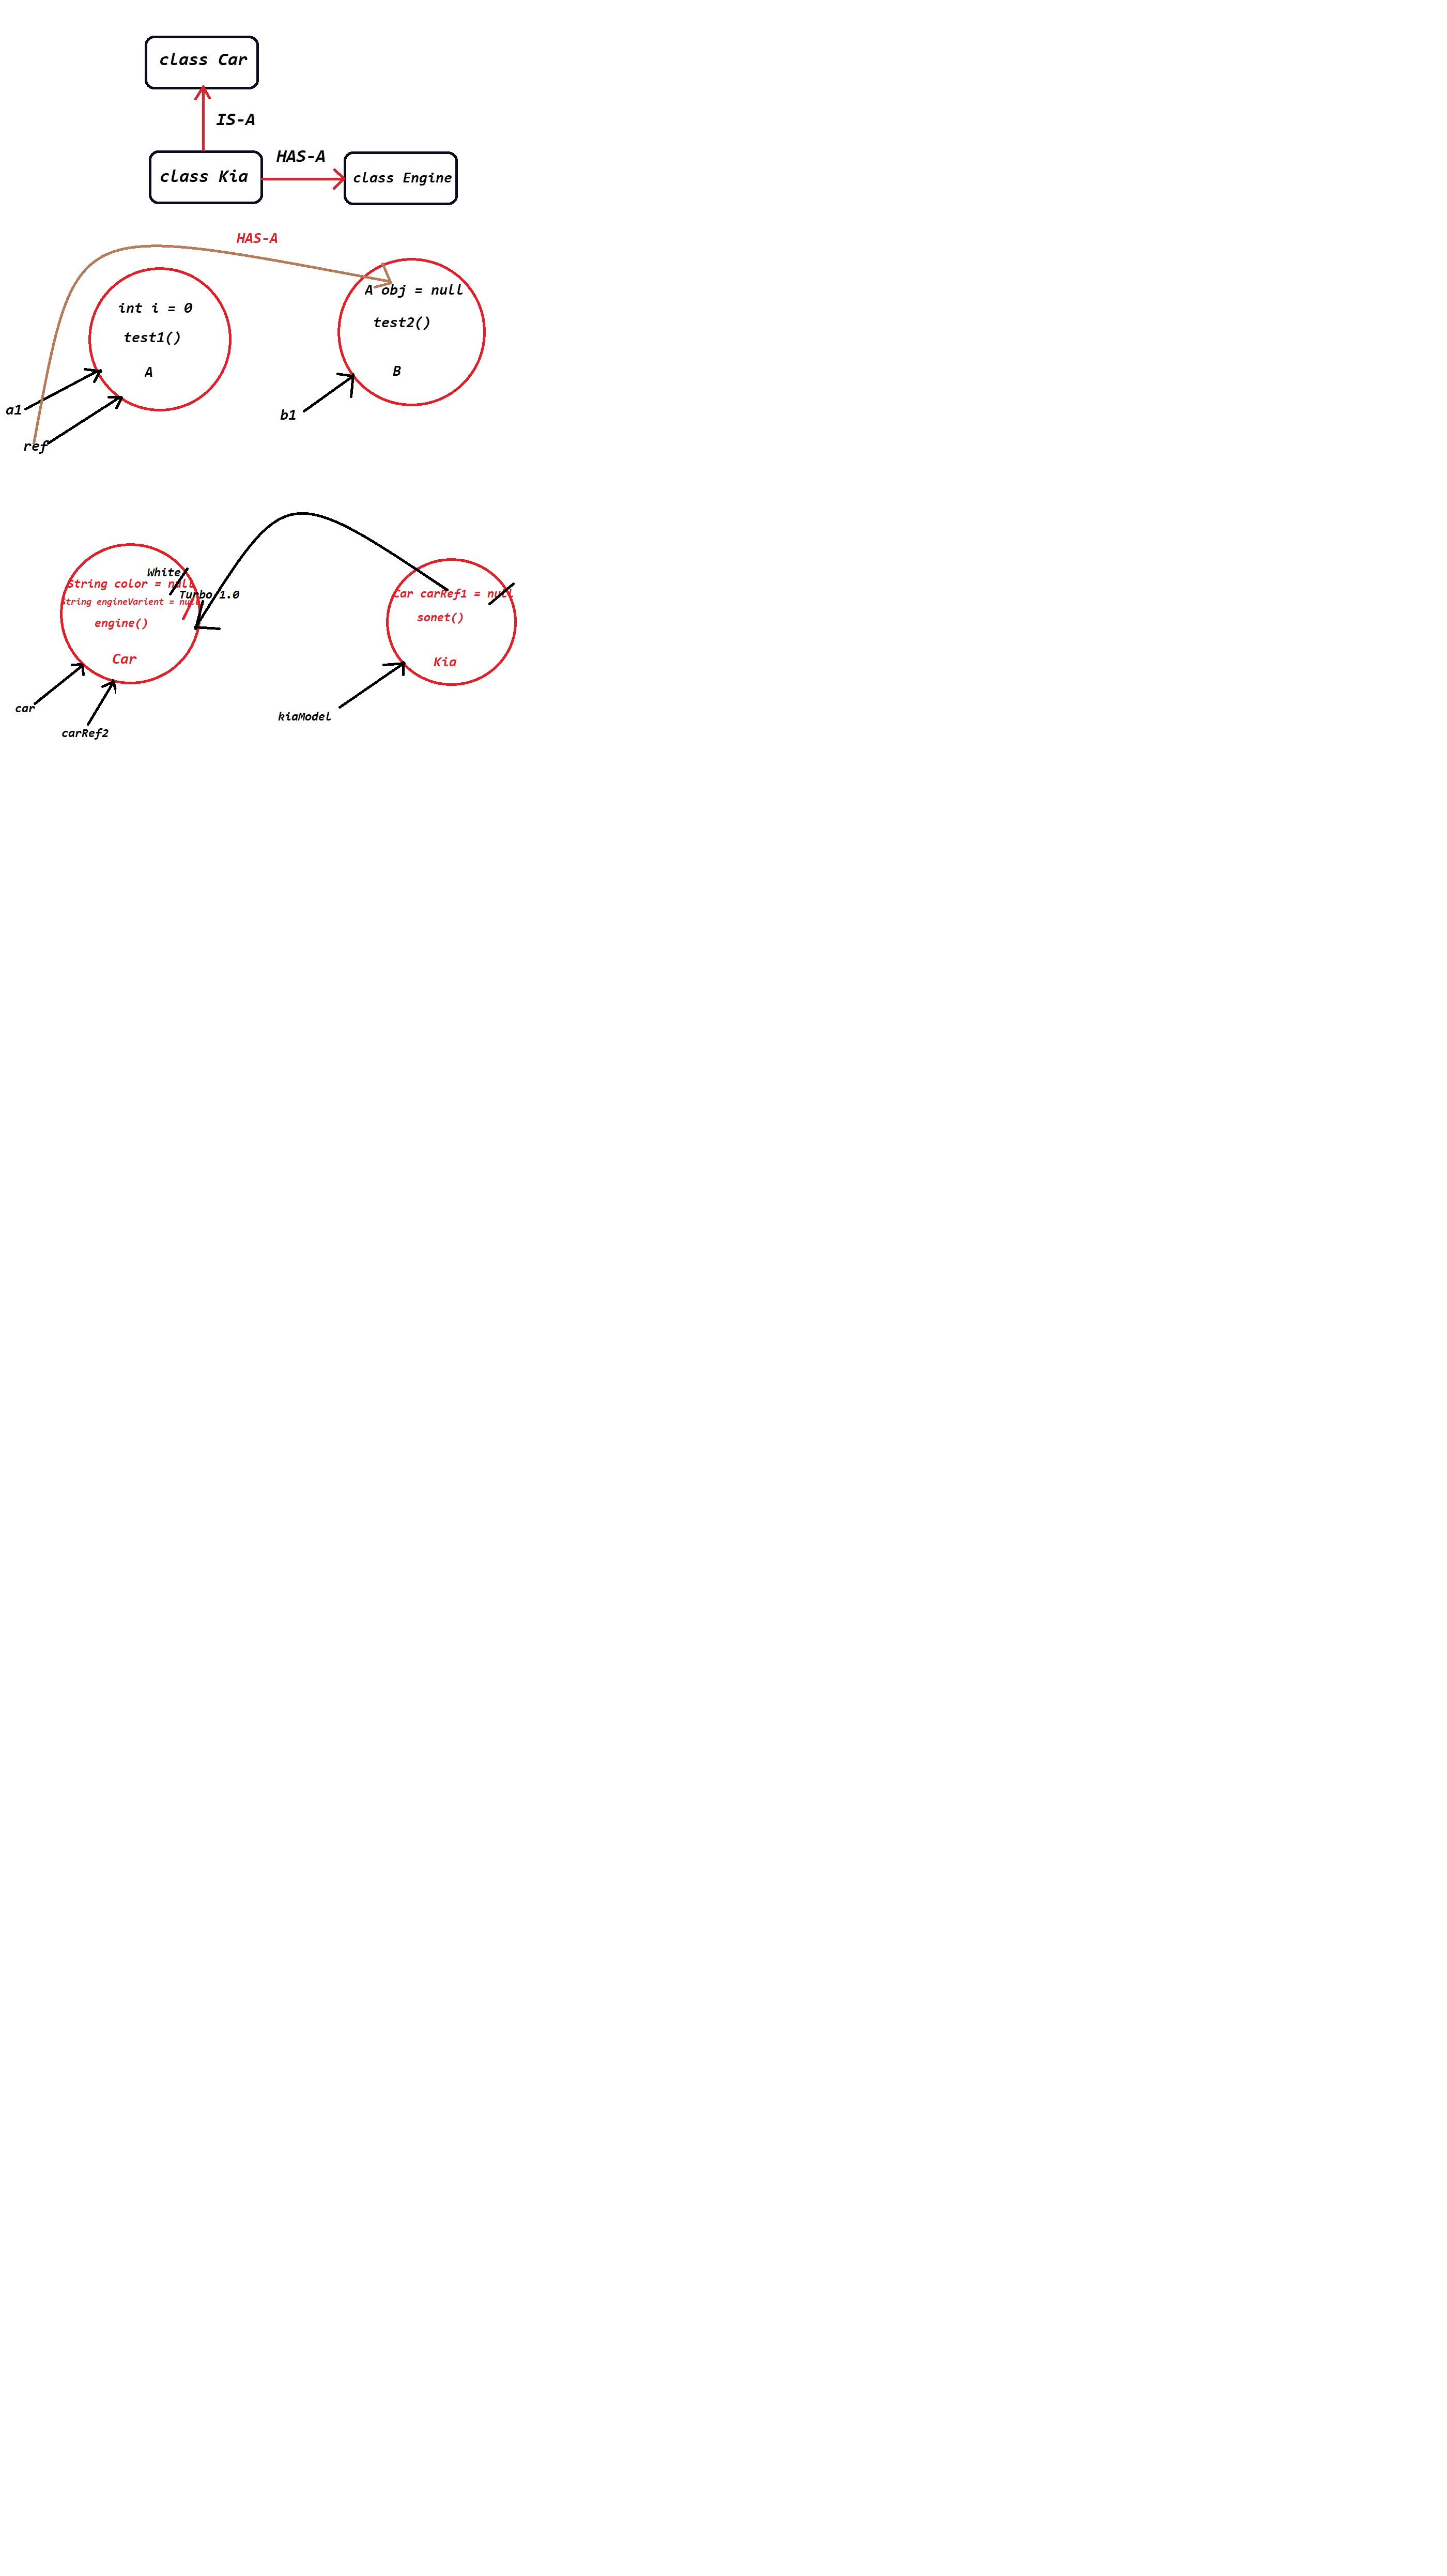 class Car
IS-A
HAS-A
class Kia
class Engine
HAS-A
A obj = null
int i = 0
test2()
test1()
A
B
a1
b1
ref
White
String color = null
Turbo 1.0
Car carRef1 = null
String engineVarient = null
sonet()
engine()
Car
Kia
car
kiaModel
carRef2